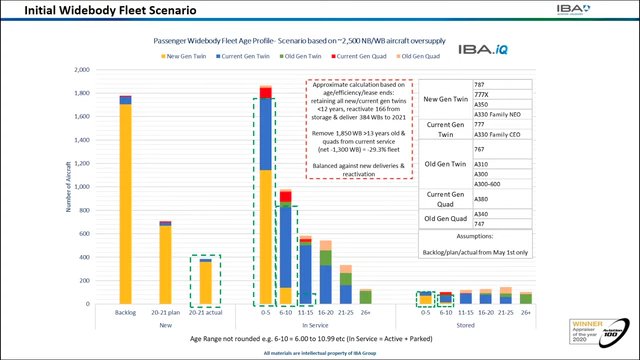 Initial Widebody Fleet Scenario
IBA
Passenger Widebody Fleet Age Profile- Scenario based on ~2,500 NB/WB aircraft oversupply
IBA.iQ
New Gen Twin
Current Gen Twin
Old Gen Twin
Current Gen Quad
Old Gen Quad
Number of Aircraft
2,000
1,800
1,600
1,400
1,200
1,000
800
600
400
200
0
Approximate calculation based on
age/efficiency/lease ends:
retaining all new/current gen twins
<12 years, reactivate 166 from
storage & deliver 384 WBs to 2021
Remove 1,850 WB >13 years old &
quads from current service
(net -1,300 WB) = -29.3% fleet
Balanced against new deliveries &
reactivation
New Gen Twin
787
777X
A350
A330 Family NEO
Current Gen
Twin
777
A330 Family CEO
Old Gen Twin
767
A310
A300
A300-600
Current Gen
Quad
A380
Old Gen Quad
A340
747
Assumptions:
Backlog/plan/actual from May 1st only
Backlog
20-21 plan
20-21 actual
0-5
6-10
11-15
16-20
21-25
26+
0-5
6-10
11-15
16-20
21-25
26+
New
In Service
Stored
Age Range not rounded e.g. 6-10 = 6.00 to 10.99 etc (In Service = Active + Parked)
All materials are intellectual property of IBA Group
WINNER
Appraiser
of the year
2020
100